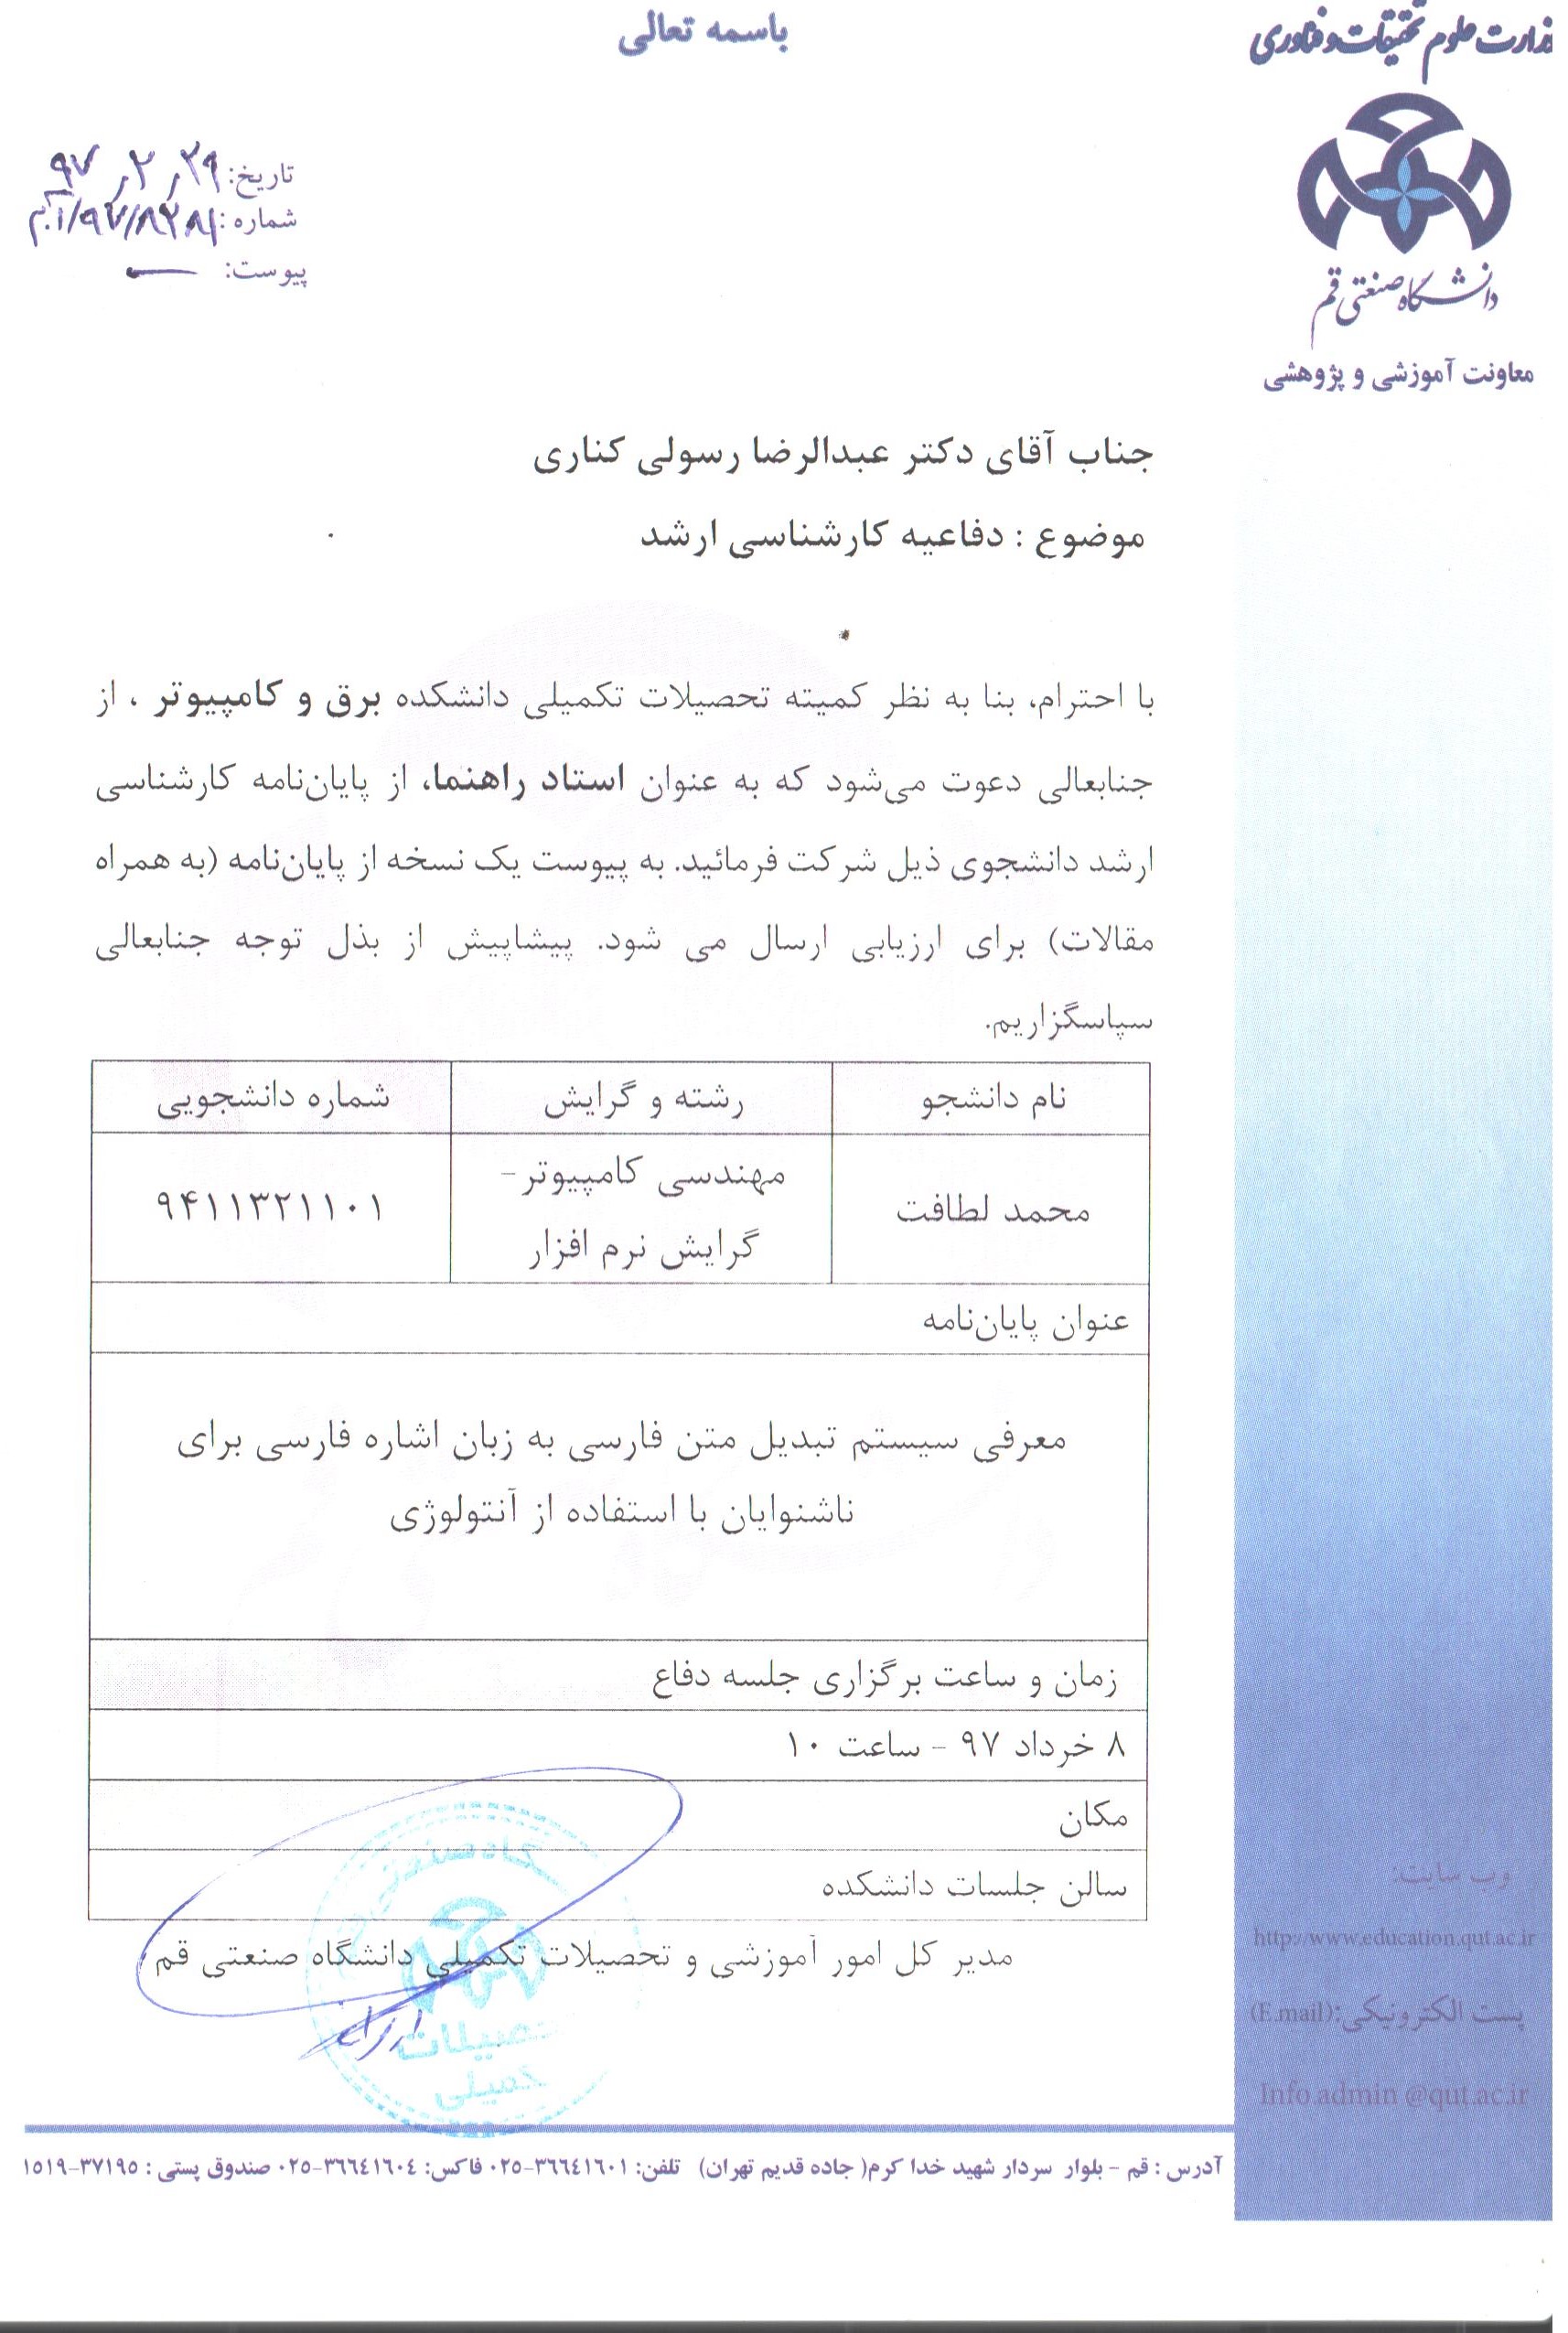 باسمه تعالی
وزارت علوم تحقیقات و فناوری
دانشگاه صنعتی قم
معاونت آموزشی و پژوهشی
تاریخ: ۹۷٫۲٫۲۹
شماره:
پیوست: —
جناب آقای دکتر عبدالرضا رسولی کناری
موضوع : دفاعیه کارشناسی ارشد
با احترام، بنا به نظر کمیته تحصیلات تکمیلی دانشکده برق و کامپیوتر ، از
جنابعالی دعوت می‌شود که به عنوان استاد راهنما، از پایان‌نامه کارشناسی
ارشد دانشجوی ذیل شرکت فرمائید. به پیوست یک نسخه از پایان‌نامه (به همراه
مقالات) برای ارزیابی ارسال می شود. پیشاپیش از بذل توجه جنابعالی
سپاسگزاریم.
نام دانشجو رشته و گرایش شماره دانشجویی
محمد لطافت مهندسی کامپیوتر- ۹۴۱۱۳۲۱۱۰۱
گرایش نرم افزار
عنوان پایان‌نامه
معرفی سیستم تبدیل متن فارسی به زبان اشاره فارسی برای
ناشنوایان با استفاده از آنتولوژی
زمان و ساعت برگزاری جلسه دفاع
۸ خرداد ۹۷ - ساعت ۱۰
مکان
سالن جلسات دانشکده
مدیر کل امور آموزشی و تحصیلات تکمیلی دانشگاه صنعتی قم
وب سایت:
http://www.education.qut.ac.ir
پست الکترونیکی:(E.mail)
Info.admin @qut.ac.ir
آدرس : قم - بلوار سردار شهید خدا کرم( جاده قدیم تهران) تلفن: ۳۶۶٤۱۶۰۱-۰۲۵ فاکس: ۳۶۶٤۱۶۰٤-۰۲۵ صندوق پستی : ۳۷۱۹۵-۱۵۱۹